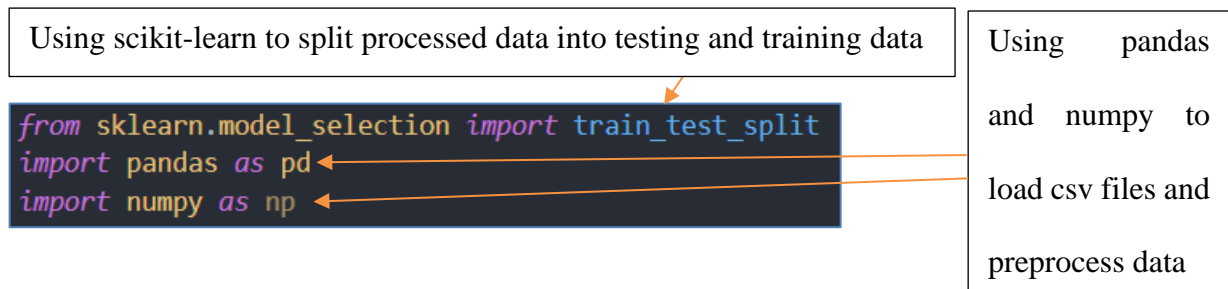 Using scikit-learn to split processed data into testing and training data
from sklearn.model_selection import train_test_split
import pandas as pd
import numpy as np
Using pandas
and numpy to
load csv files and
preprocess data